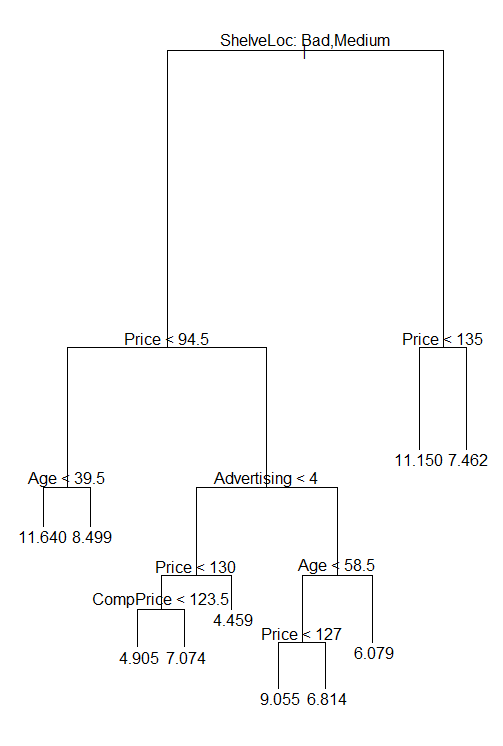 ShelveLoc: Bad,Medium
Price < 94.5
Price < 135
11.150 7.462
Age < 39.5
Advertising < 4
11.640 8.499
Price < 130
Age < 58.5
CompPrice < 123.5
4.459
Price < 127
4.905 7.074
6.079
9.055 6.814